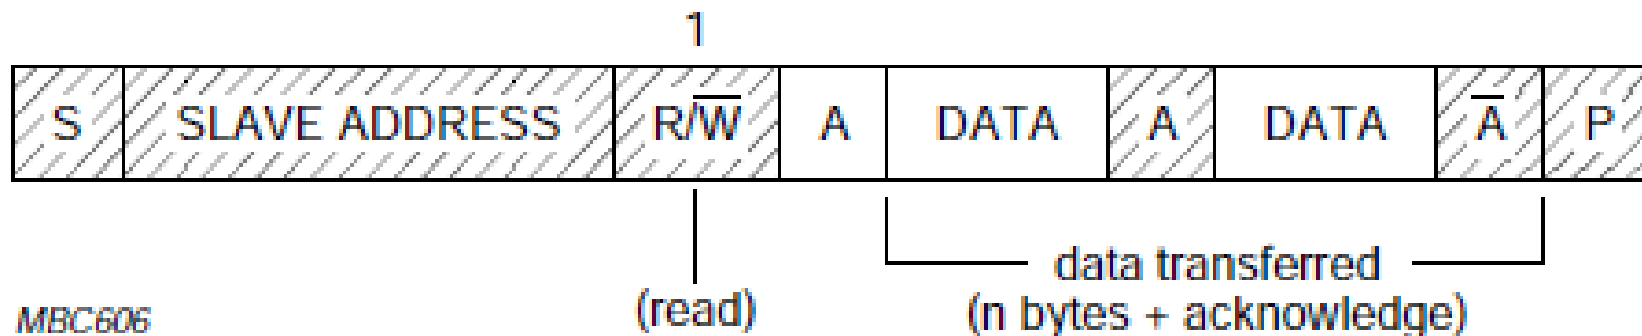 1
S SLAVE ADDRESS R/W̅ A DATA A DATA A̅ P
data transferred
(read) (n bytes + acknowledge)
MBC606